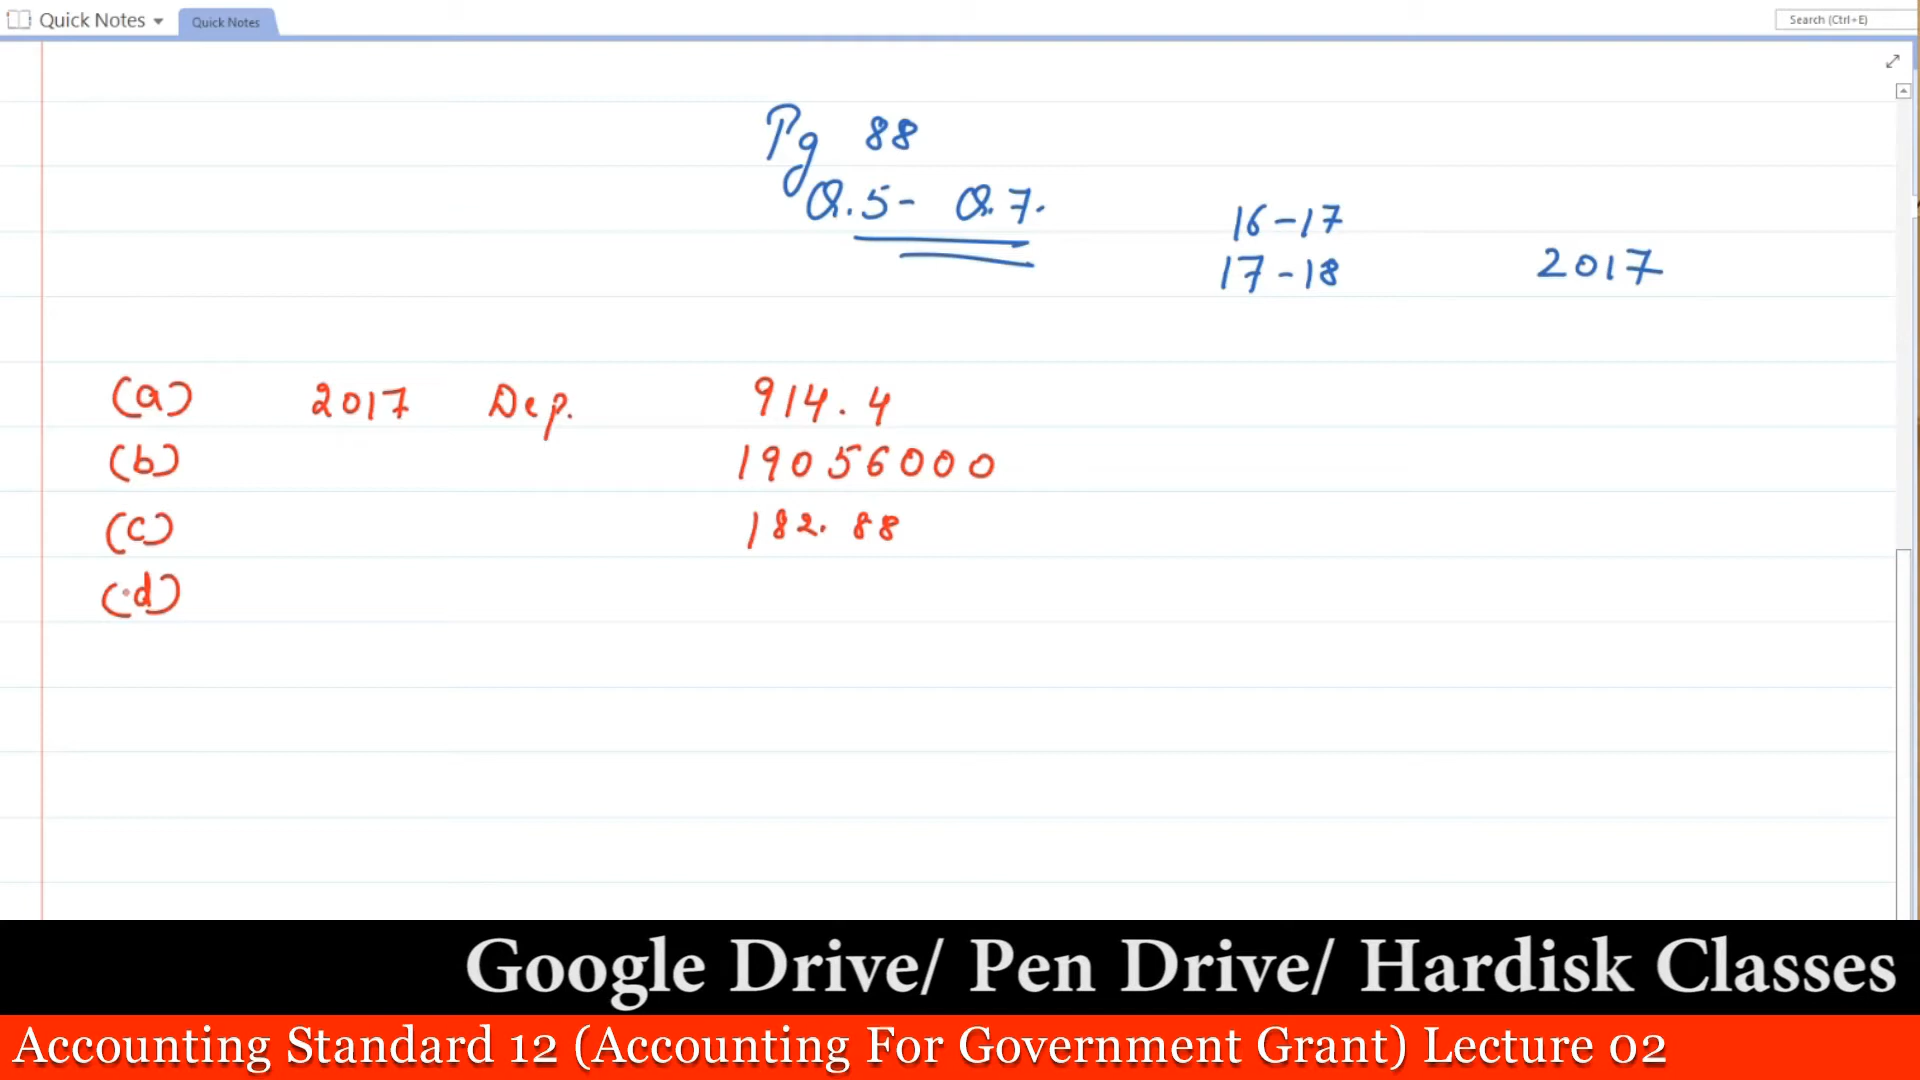 Quick Notes
Quick Notes
Search (Ctrl+E)
Pg 88
Q.5- Q.7.
16-17
17-18
2017
(a) 2017 Dep. 914.4
(b) 19056000
(c) 182.88
(d)
Google Drive/ Pen Drive/ Hardisk Classes
Accounting Standard 12 (Accounting For Government Grant) Lecture 02